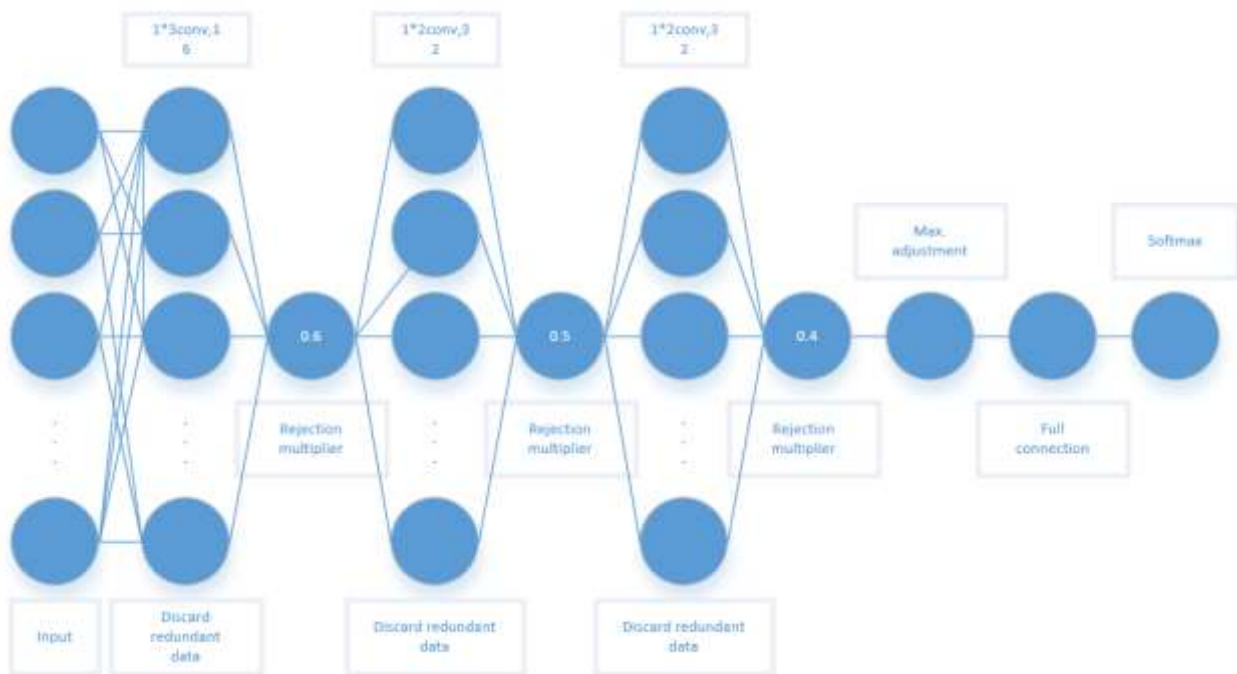 1*3conv,1
6
1*2conv,3
2
1*2conv,3
2
Max.
adjustment
Softmax
0.6
0.5
0.4
Rejection
multiplier
Rejection
multiplier
Rejection
multiplier
Full
connection
Input
Discard
redundant
data
Discard redundant
data
Discard redundant
data